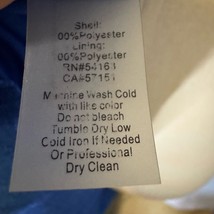 Shell:
00%Polyester
Lining:
00%Polyester
RN#54163
CA#57151
Machine Wash Cold
with like color
Do not bleach
Tumble Dry Low
Cold Iron If Needed
Or Professional
Dry Clean